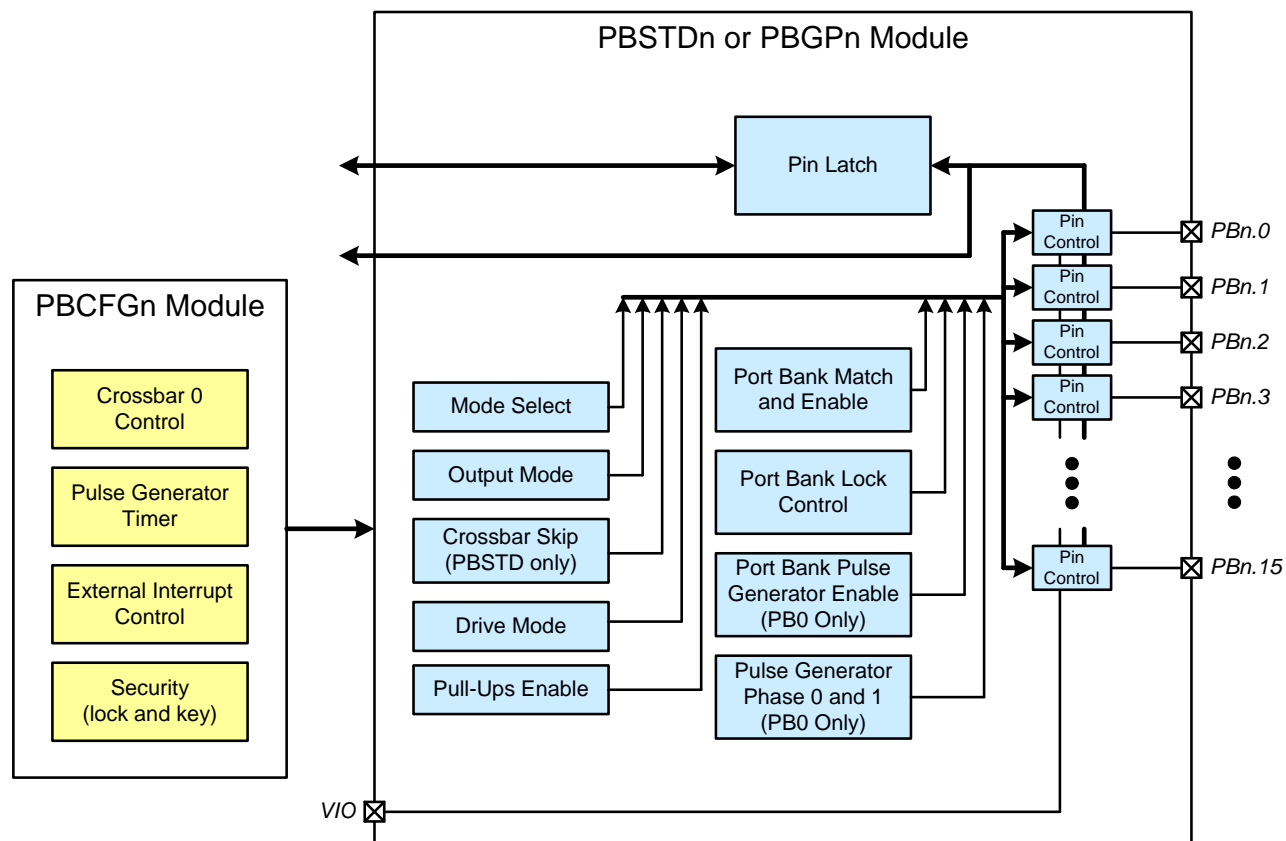 PBSTDn or PBGPn Module
Pin Latch
Pin
Control
PBn.0
Pin
Control
PBn.1
Pin
Control
PBn.2
Pin
Control
PBn.3
Pin
Control
PBn.15
PBCFGn Module
Crossbar 0
Control
Pulse Generator
Timer
External Interrupt
Control
Security
(lock and key)
Mode Select
Output Mode
Crossbar Skip
(PBSTD only)
Drive Mode
Pull-Ups Enable
Port Bank Match
and Enable
Port Bank Lock
Control
Port Bank Pulse
Generator Enable
(PB0 Only)
Pulse Generator
Phase 0 and 1
(PB0 Only)
VIO